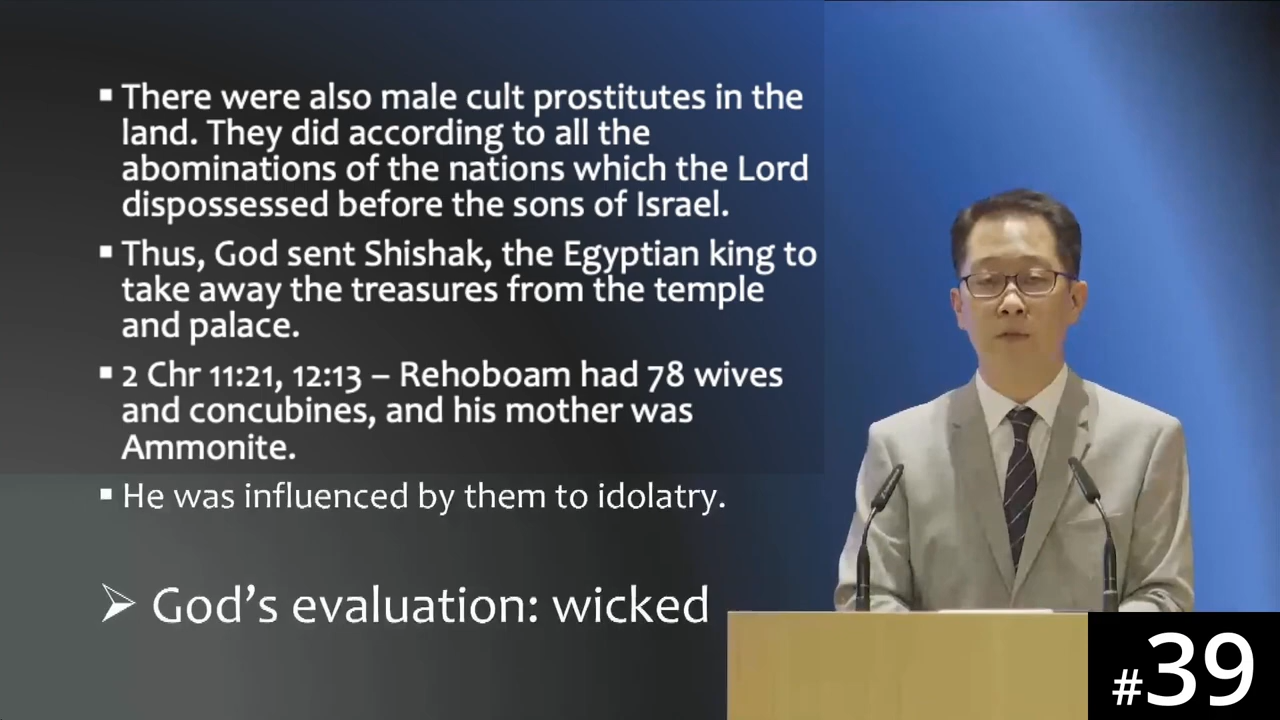 ▪ There were also male cult prostitutes in the
land. They did according to all the
abominations of the nations which the Lord
dispossessed before the sons of Israel.
▪ Thus, God sent Shishak, the Egyptian king to
take away the treasures from the temple
and palace.
▪ 2 Chr 11:21, 12:13 – Rehoboam had 78 wives
and concubines, and his mother was
Ammonite.
▪ He was influenced by them to idolatry.
➢ God’s evaluation: wicked
#39